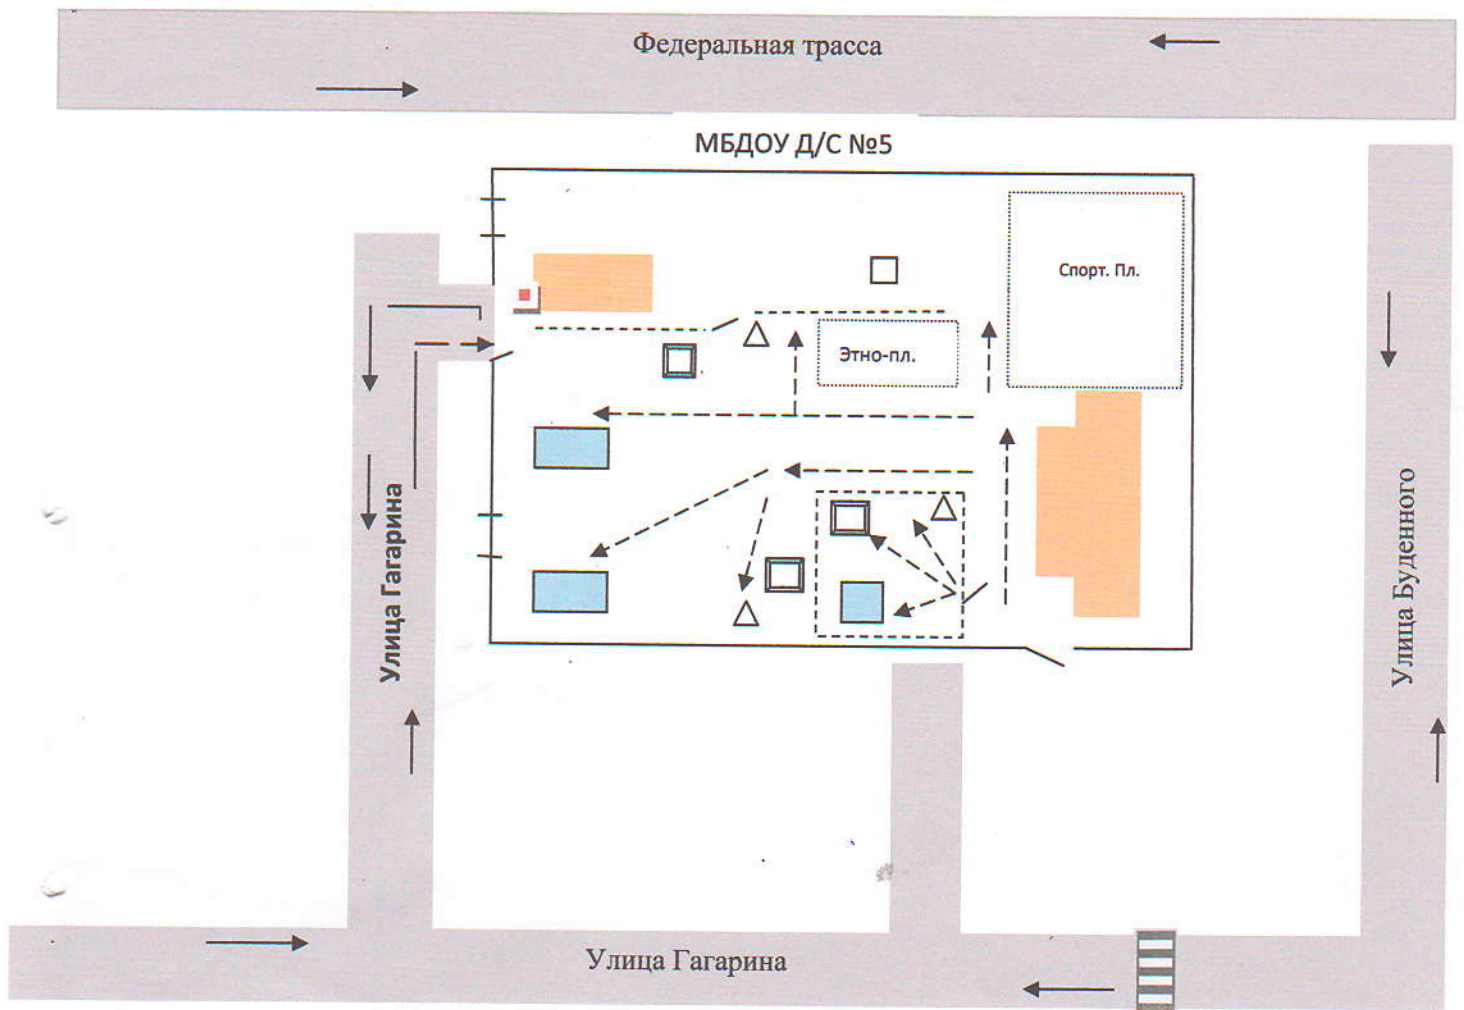 Федеральная трасса
МБДОУ Д/С №5
Спорт. Пл.
Этно-пл.
Улица Гагарина
Улица Буденного
Улица Гагарина